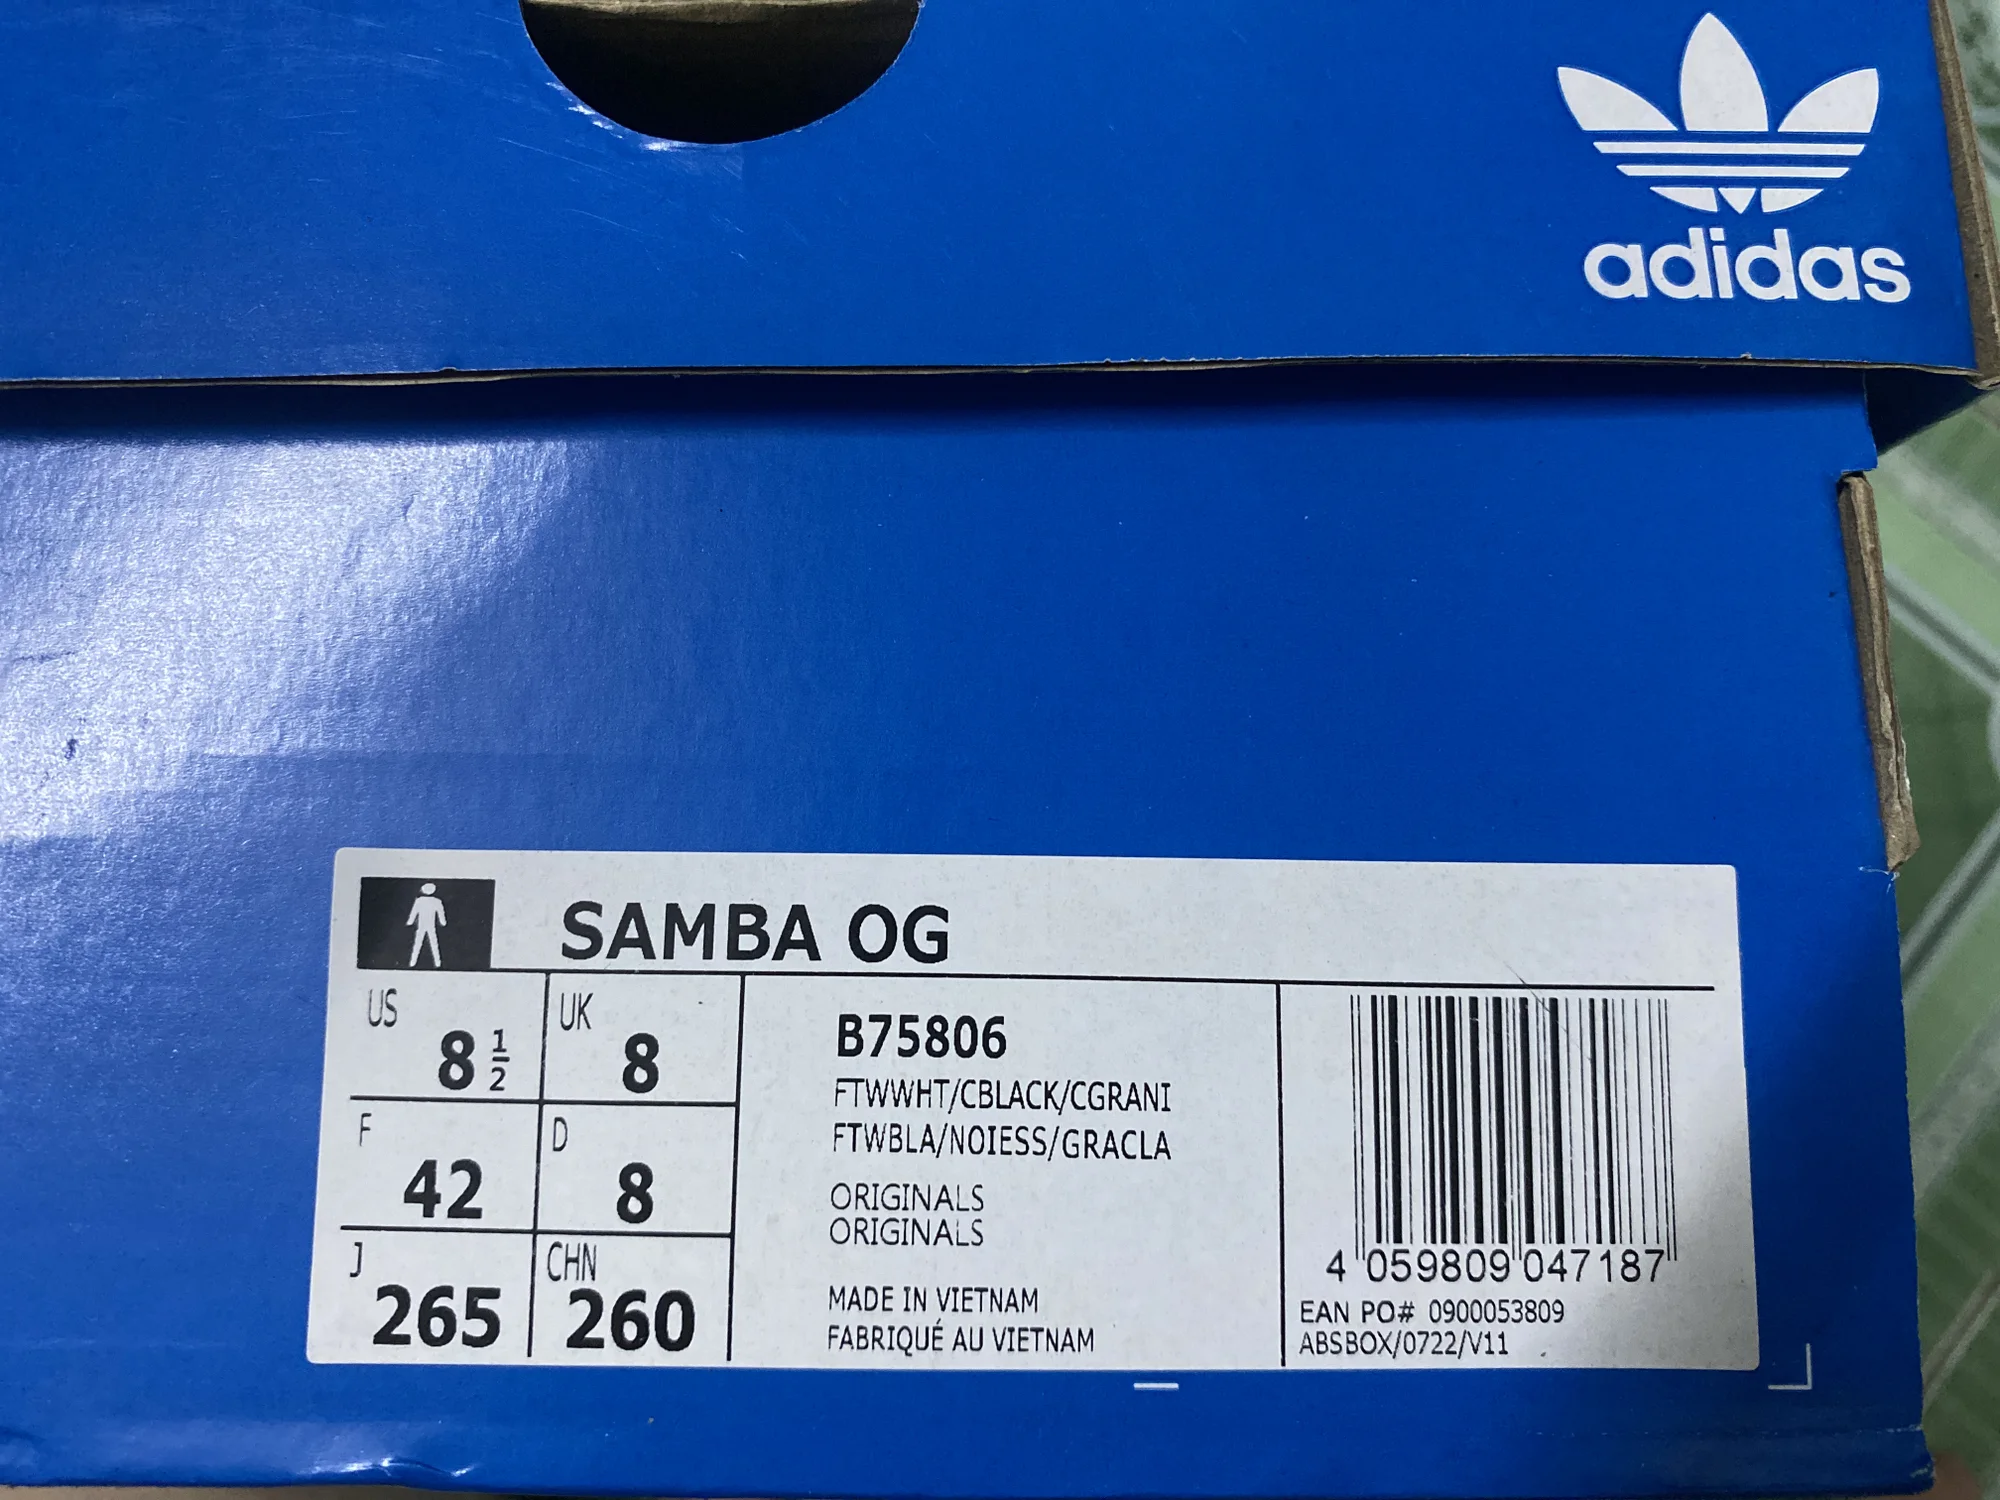 adidas
SAMBA OG
US 8 1/2 UK 8
F 42 D 8
J 265 CHN 260
B75806
FTWWHT/CBLACK/CGRANI
FTWBLA/NOIESS/GRACLA
ORIGINALS
ORIGINALS
MADE IN VIETNAM
FABRIQUÉ AU VIETNAM
4 059809 047187
EAN PO# 0900053809
ABSBOX/0722/V11